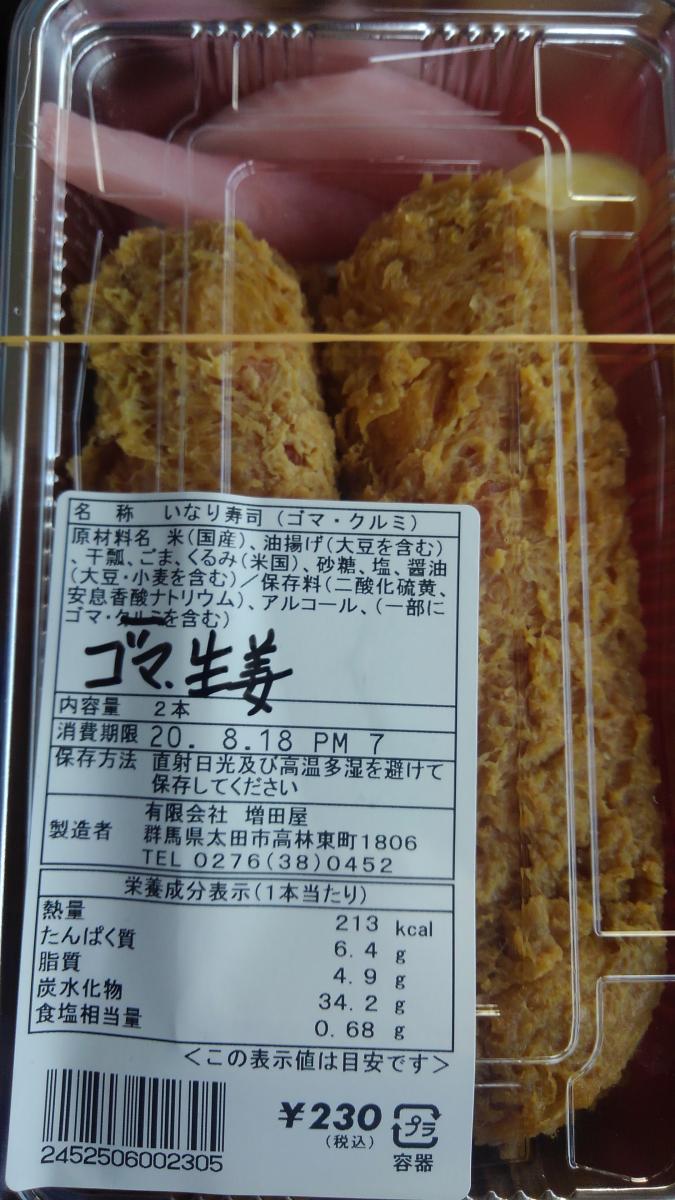 名 称 いなり寿司（ゴマ・クルミ）
原材料名 米（国産）、油揚げ（大豆を含む）
、干瓢、ごま、くるみ（米国）、砂糖、塩、醤油
（大豆・小麦を含む）／保存料（二酸化硫黄、
安息香酸ナトリウム）、アルコール、（一部に
ゴマ・クルミを含む）
ゴマ.生姜
内容量 2本
消費期限 20. 8.18 PM 7
保存方法 直射日光及び高温多湿を避けて
保存してください
有限会社 増田屋
製造者 群馬県太田市高林東町1806
TEL 0276(38)0452
栄養成分表示（1本当たり）
熱量 213 kcal
たんぱく質 6.4 g
脂質 4.9 g
炭水化物 34.2 g
食塩相当量 0.68 g
＜この表示値は目安です＞
¥230
プラ
（税込）
容器
2452506002305